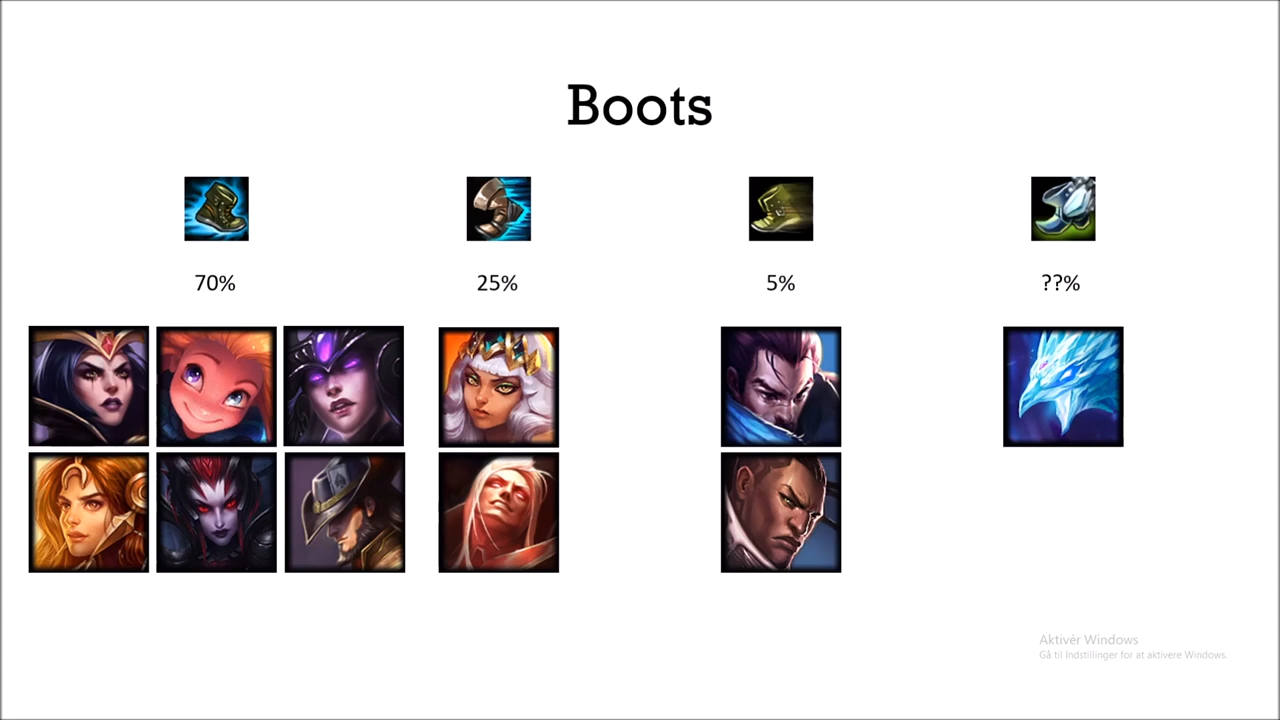 Boots
70%
25%
5%
??%
Aktivér Windows
Gå til Indstillinger for at aktivere Windows.